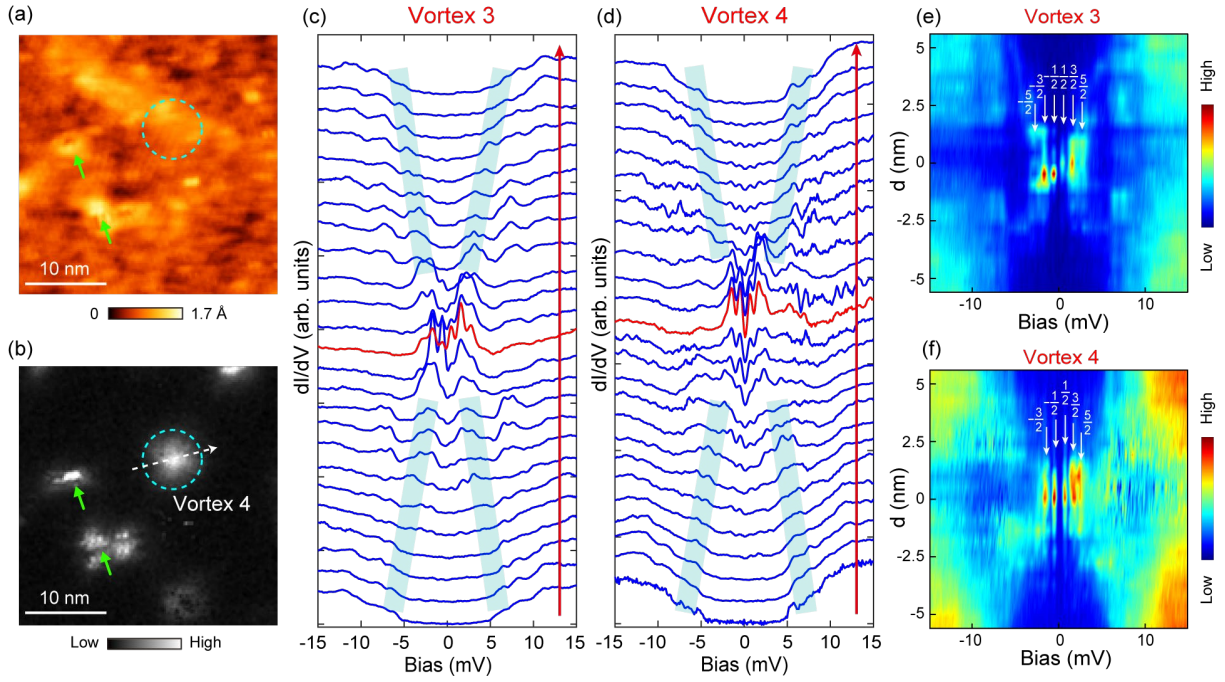 (a)
10 nm
0 1.7 Å
(b)
Vortex 4
10 nm
Low High
(c) Vortex 3
dI/dV (arb. units)
-15 -10 -5 0 5 10 15
Bias (mV)
(d) Vortex 4
dI/dV (arb. units)
-15 -10 -5 0 5 10 15
Bias (mV)
(e) Vortex 3
-5/2 -3/2 -1/2 1/2 3/2 5/2
d (nm)
5
2.5
0
-2.5
-5
-10 0 10
Bias (mV)
High
Low
(f) Vortex 4
-3/2 -1/2 1/2 3/2 5/2
d (nm)
5
2.5
0
-2.5
-5
-10 0 10
Bias (mV)
High
Low